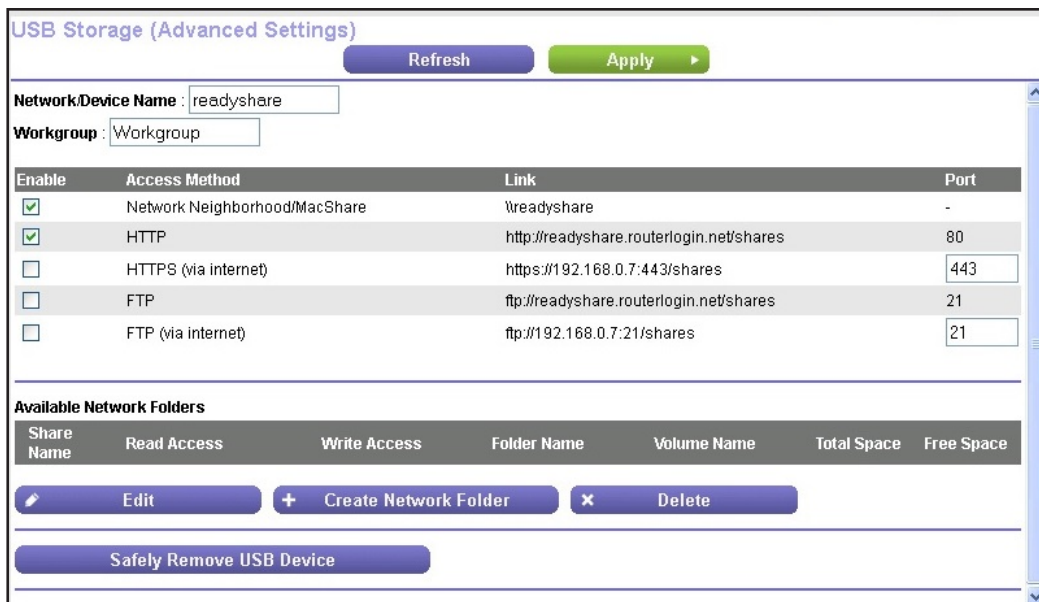 USB Storage (Advanced Settings)
Refresh Apply
Network/Device Name : readyshare
Workgroup : Workgroup
Enable Access Method Link Port
Network Neighborhood/MacShare \\readyshare -
HTTP http://readyshare.routerlogin.net/shares 80
HTTPS (via internet) https://192.168.0.7:443/shares 443
FTP ftp://readyshare.routerlogin.net/shares 21
FTP (via internet) ftp://192.168.0.7:21/shares 21
Available Network Folders
Share Name Read Access Write Access Folder Name Volume Name Total Space Free Space
Edit + Create Network Folder × Delete
Safely Remove USB Device